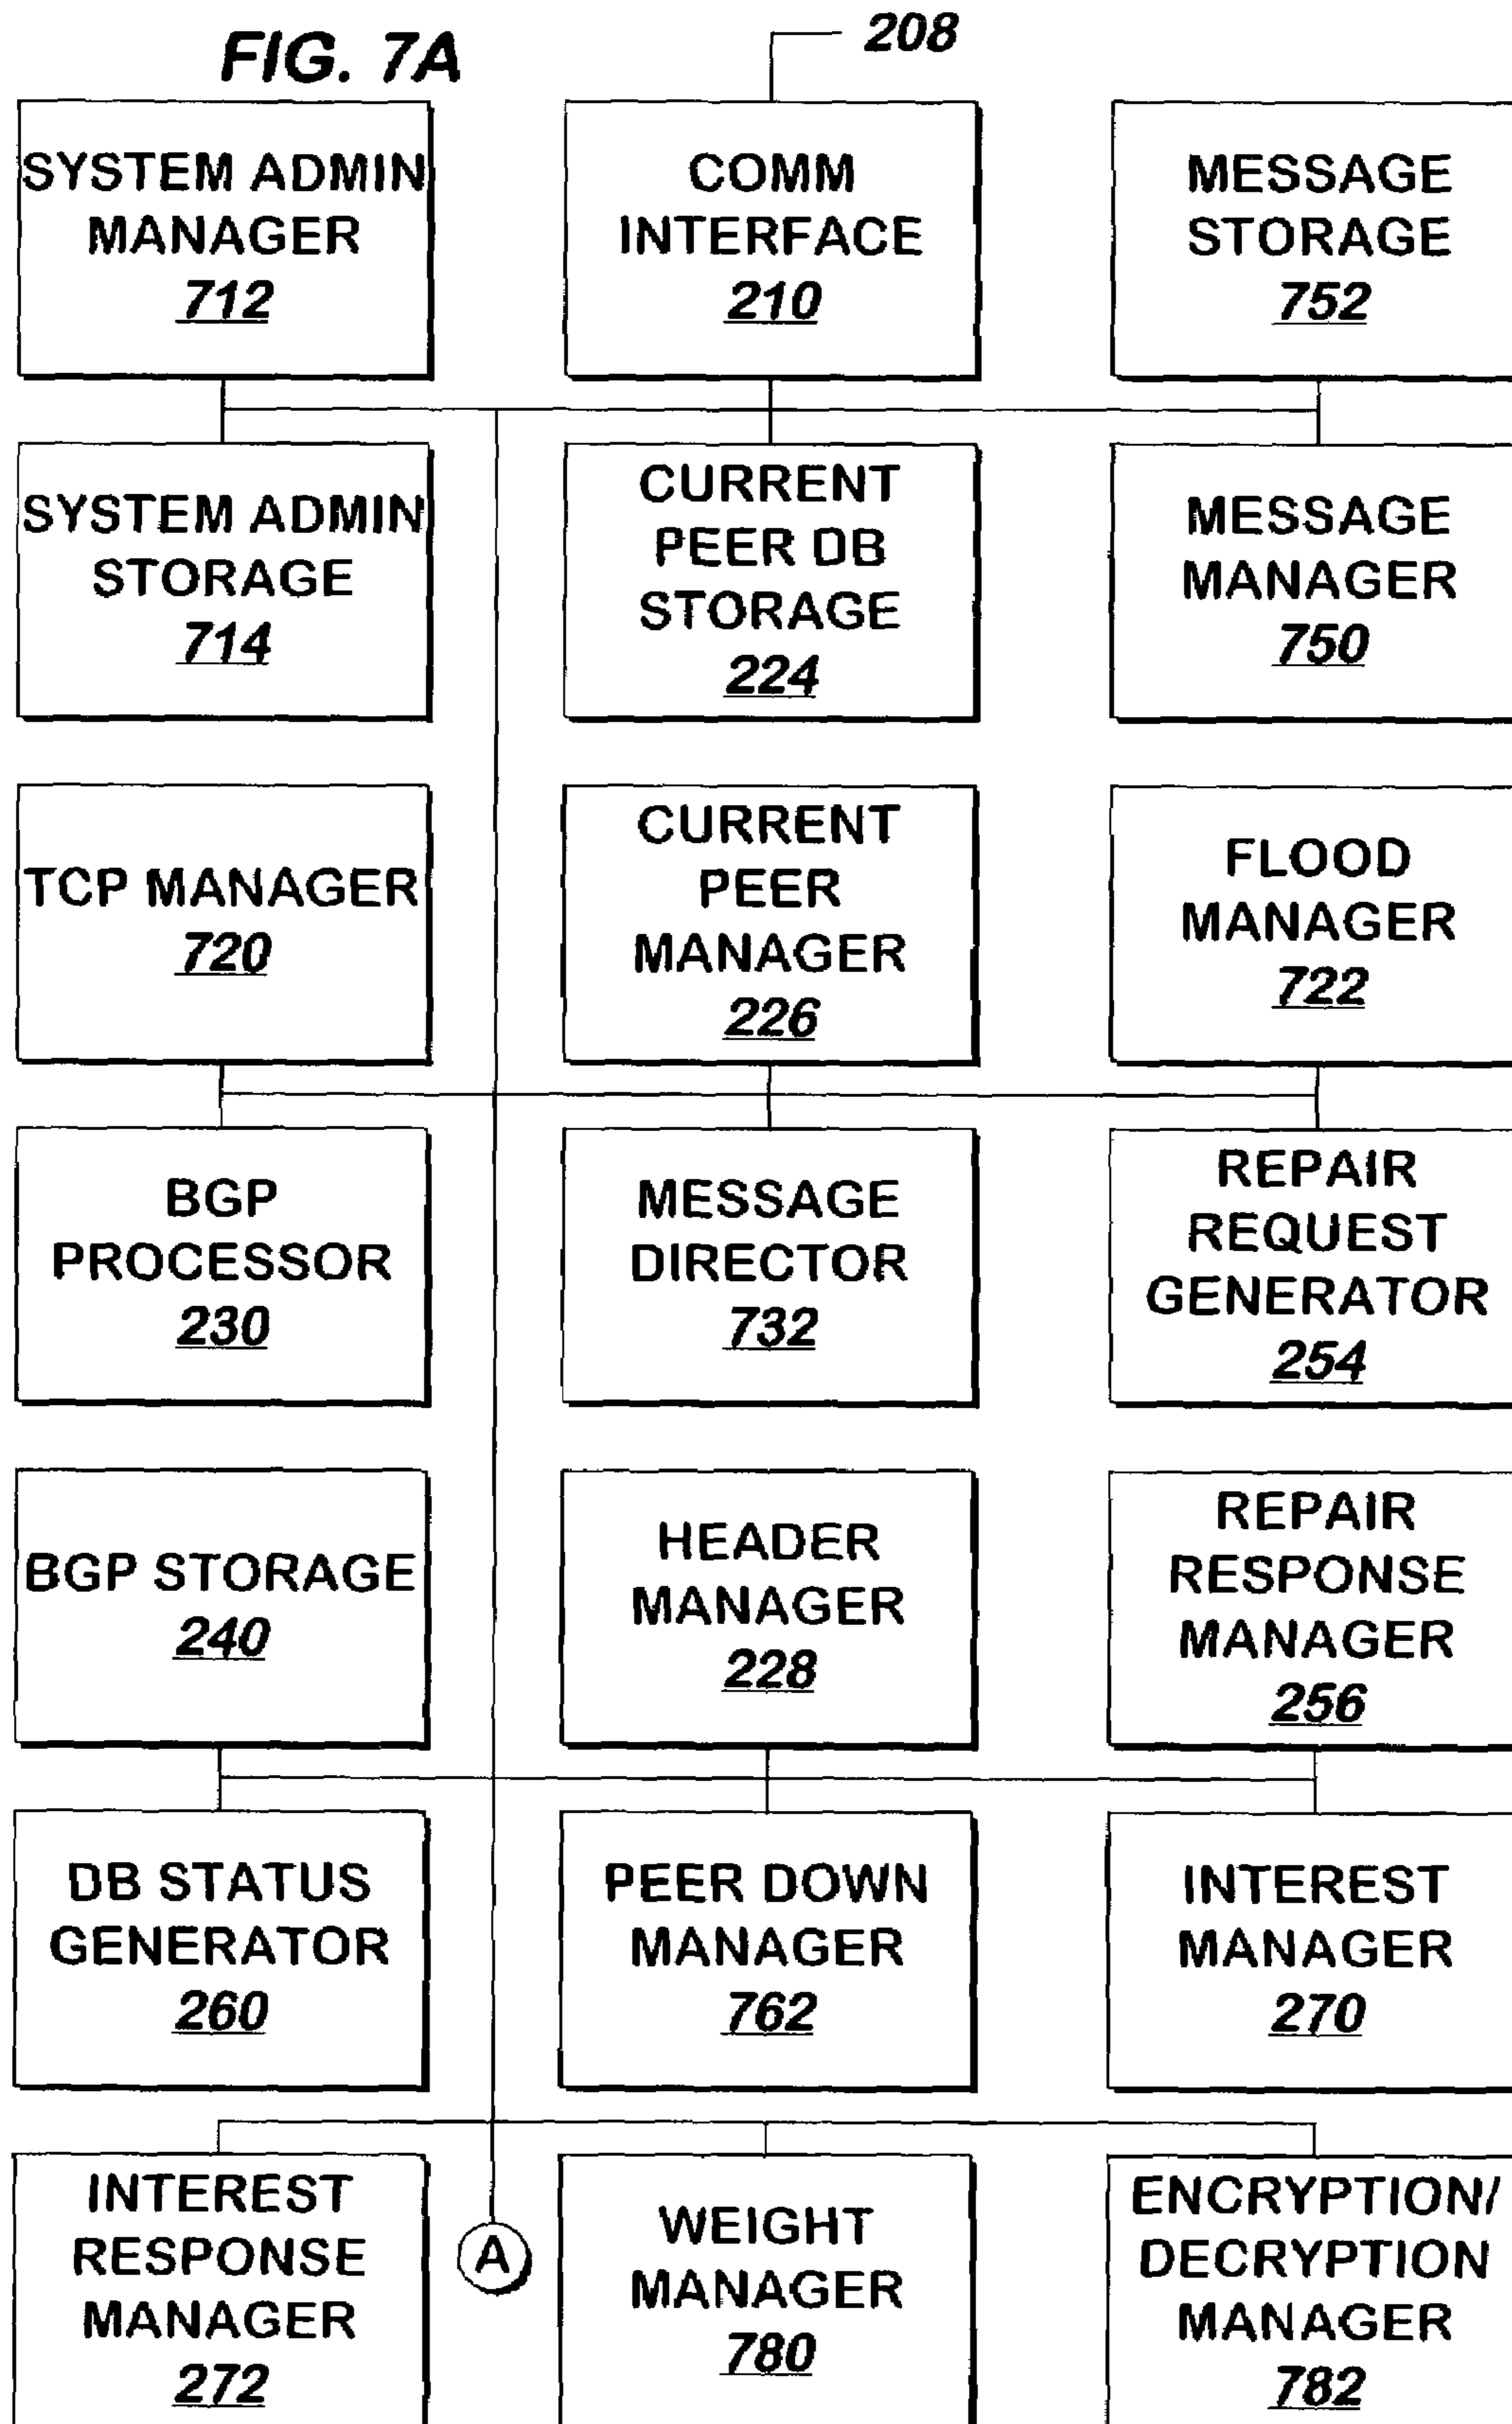 FIG. 7A
208
SYSTEM ADMIN
MANAGER
712
COMM
INTERFACE
210
MESSAGE
STORAGE
752
SYSTEM ADMIN
STORAGE
714
CURRENT
PEER DB
STORAGE
224
MESSAGE
MANAGER
750
TCP MANAGER
720
CURRENT
PEER
MANAGER
226
FLOOD
MANAGER
722
BGP
PROCESSOR
230
MESSAGE
DIRECTOR
732
REPAIR
REQUEST
GENERATOR
254
BGP STORAGE
240
HEADER
MANAGER
228
REPAIR
RESPONSE
MANAGER
256
DB STATUS
GENERATOR
260
PEER DOWN
MANAGER
762
INTEREST
MANAGER
270
INTEREST
RESPONSE
MANAGER
272
A
WEIGHT
MANAGER
780
ENCRYPTION/
DECRYPTION
MANAGER
782